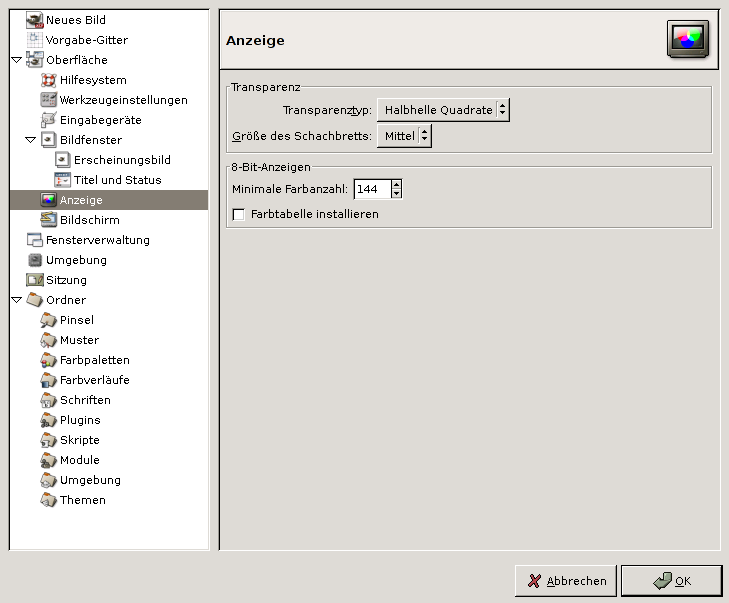 Neues Bild
Vorgabe-Gitter
Oberfläche
Hilfesystem
Werkzeugeinstellungen
Eingabegeräte
Bildfenster
Erscheinungsbild
Titel und Status
Anzeige
Bildschirm
Fensterverwaltung
Umgebung
Sitzung
Ordner
Pinsel
Muster
Farbpaletten
Farbverläufe
Schriften
Plugins
Skripte
Module
Umgebung
Themen
Anzeige
Transparenz
Transparenztyp: Halbhelle Quadrate
Größe des Schachbretts: Mittel
8-Bit-Anzeigen
Minimale Farbanzahl: 144
Farbtabelle installieren
Abbrechen OK